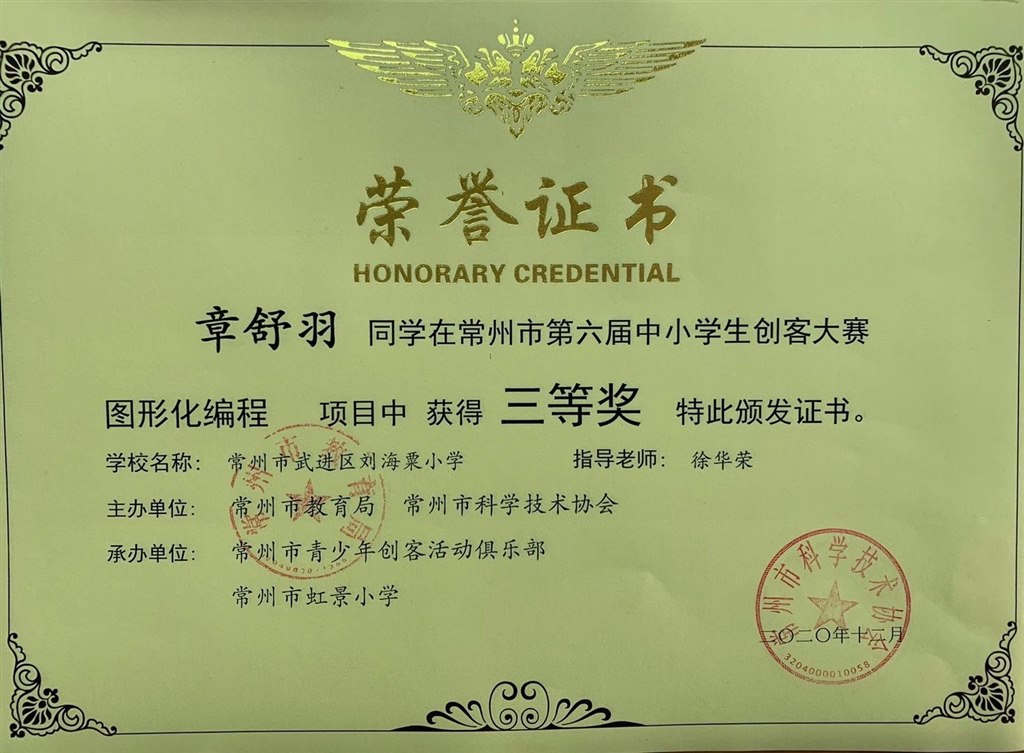 荣誉证书
HONORARY CREDENTIAL
章舒羽 同学在常州市第六届中小学生创客大赛
图形化编程 项目中 获得 三等奖 特此颁发证书。
学校名称： 常州市武进区刘海粟小学 指导老师： 徐华荣
主办单位： 常州市教育局 常州市科学技术协会
承办单位： 常州市青少年创客活动俱乐部
常州市虹景小学
二〇二〇年十二月
常州市教育局
常州市科学技术协会
3204000010058